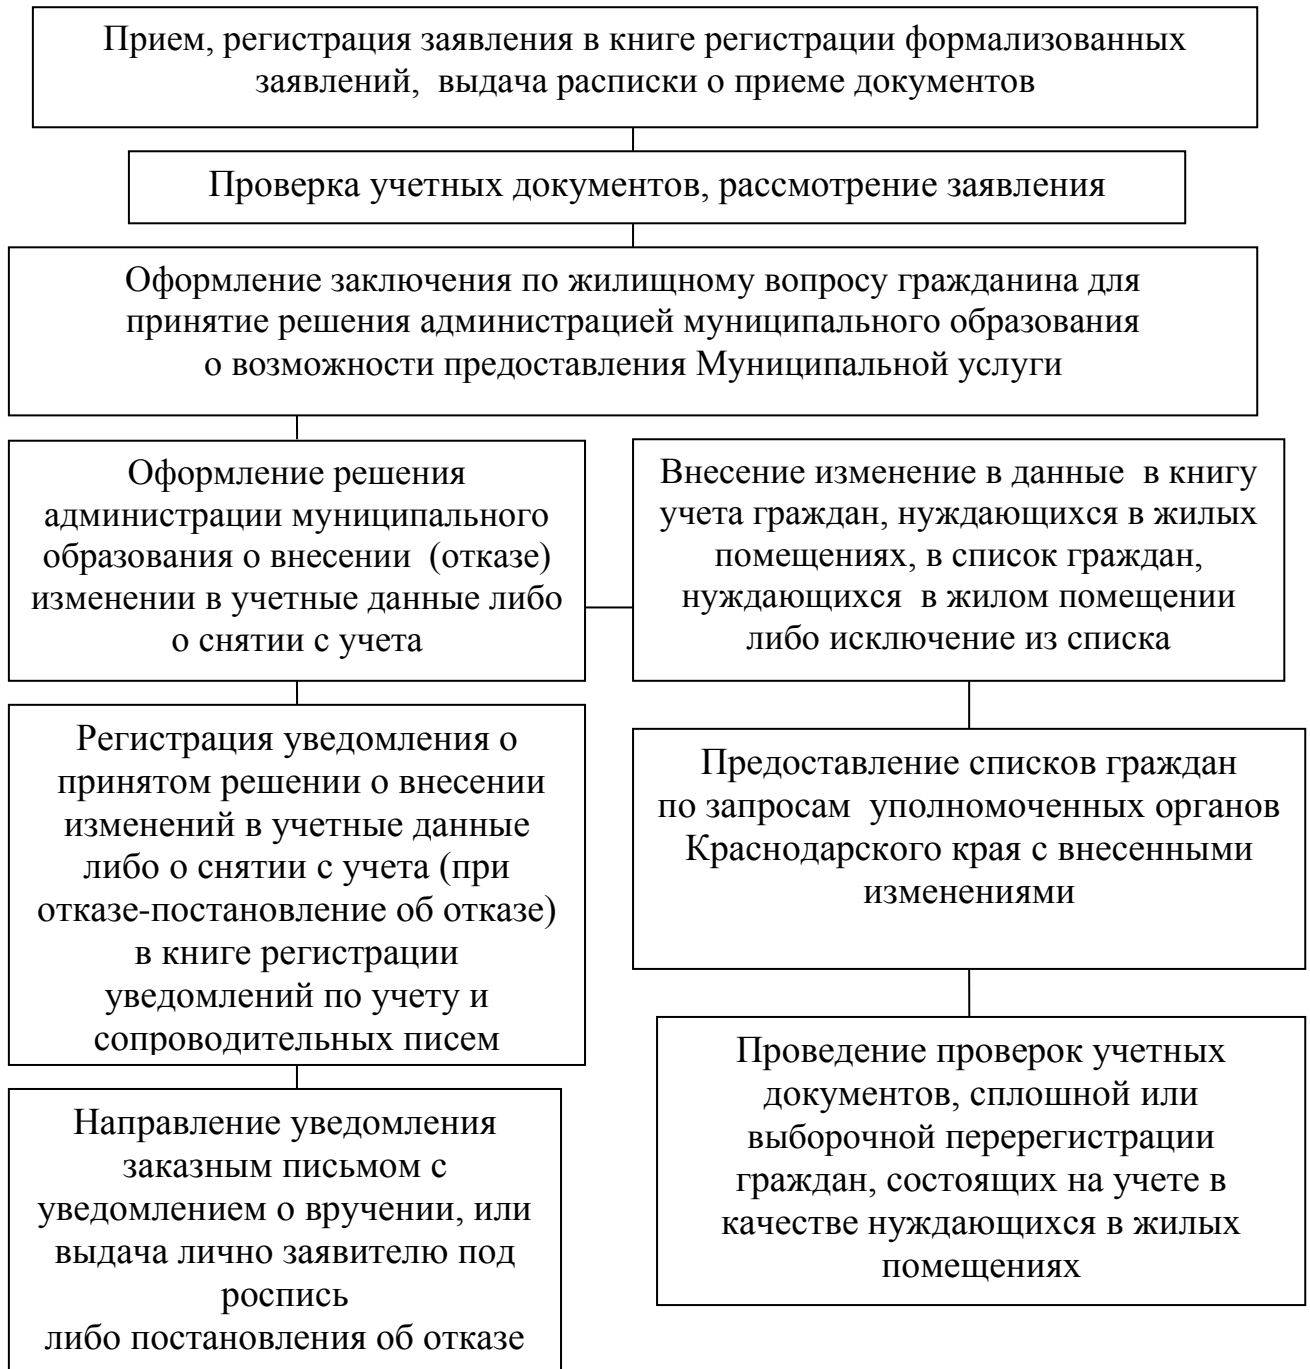 Прием, регистрация заявления в книге регистрации формализованных
заявлений,  выдача расписки о приеме документов
Проверка учетных документов, рассмотрение заявления
Оформление заключения по жилищному вопросу гражданина для
принятие решения администрацией муниципального образования
о возможности предоставления Муниципальной услуги
Оформление решения
администрации муниципального
образования о внесении  (отказе)
изменении в учетные данные либо
о снятии с учета
Внесение изменение в данные  в книгу
учета граждан, нуждающихся в жилых
помещениях, в список граждан,
нуждающихся  в жилом помещении
либо исключение из списка
Регистрация уведомления о
принятом решении о внесении
изменений в учетные данные
либо о снятии с учета (при
отказе-постановление об отказе)
в книге регистрации
уведомлений по учету и
сопроводительных писем
Предоставление списков граждан
по запросам  уполномоченных органов
Краснодарского края с внесенными
изменениями
Направление уведомления
заказным письмом с
уведомлением о вручении, или
выдача лично заявителю под
роспись
либо постановления об отказе
Проведение проверок учетных
документов, сплошной или
выборочной перерегистрации
граждан, состоящих на учете в
качестве нуждающихся в жилых
помещениях